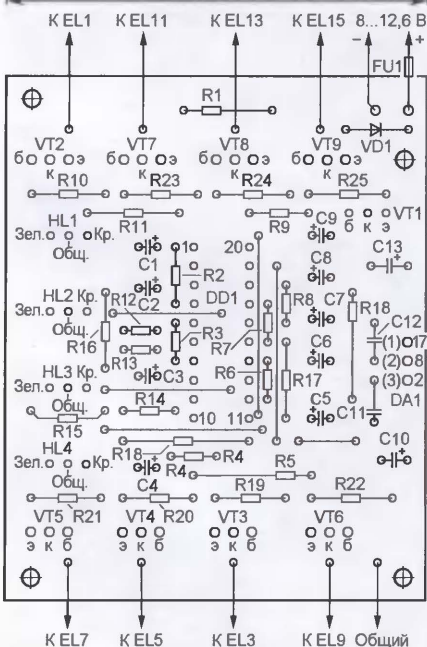 К EL1 К EL11 К EL13 К EL15 8...12,6 В
− +
FU1
R1
VT2 VT7 VT8 VT9 VD1
б э б э б э б э
к к к к
R10 R23 R24 R25
HL1 R11 R9 б к э VT1
Зел. Кр. 1 20 C9 C13
Общ. C1 R2 C8
HL2 Кр. R12 C2 DD1 R8 C7 R18 C12
Зел. (1) 17
Общ. R16 R3 R7 C6 (2) 8
R13
HL3 Кр. C3 R6 R17 (3) 2
Зел. DA1
Общ. R14 10 11 C5 C11
R15
HL4 R18 R4 C10
Зел. Кр. R4 R5
Общ. C4 R19 R22
VT5 R21 VT4 R20 VT3 VT6
э к б э к б э к б э к б
К EL7 К EL5 К EL3 К EL9 Общий